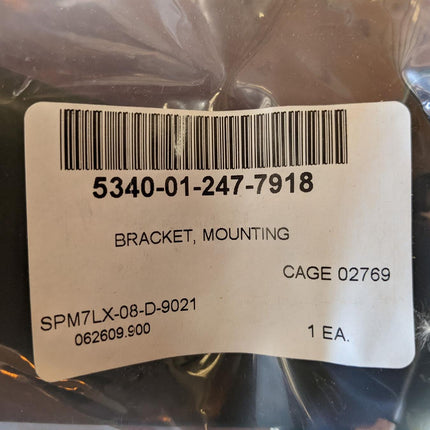 5340-01-247-7918
BRACKET, MOUNTING
CAGE 02769
SPM7LX-08-D-9021
062609.900
1 EA.